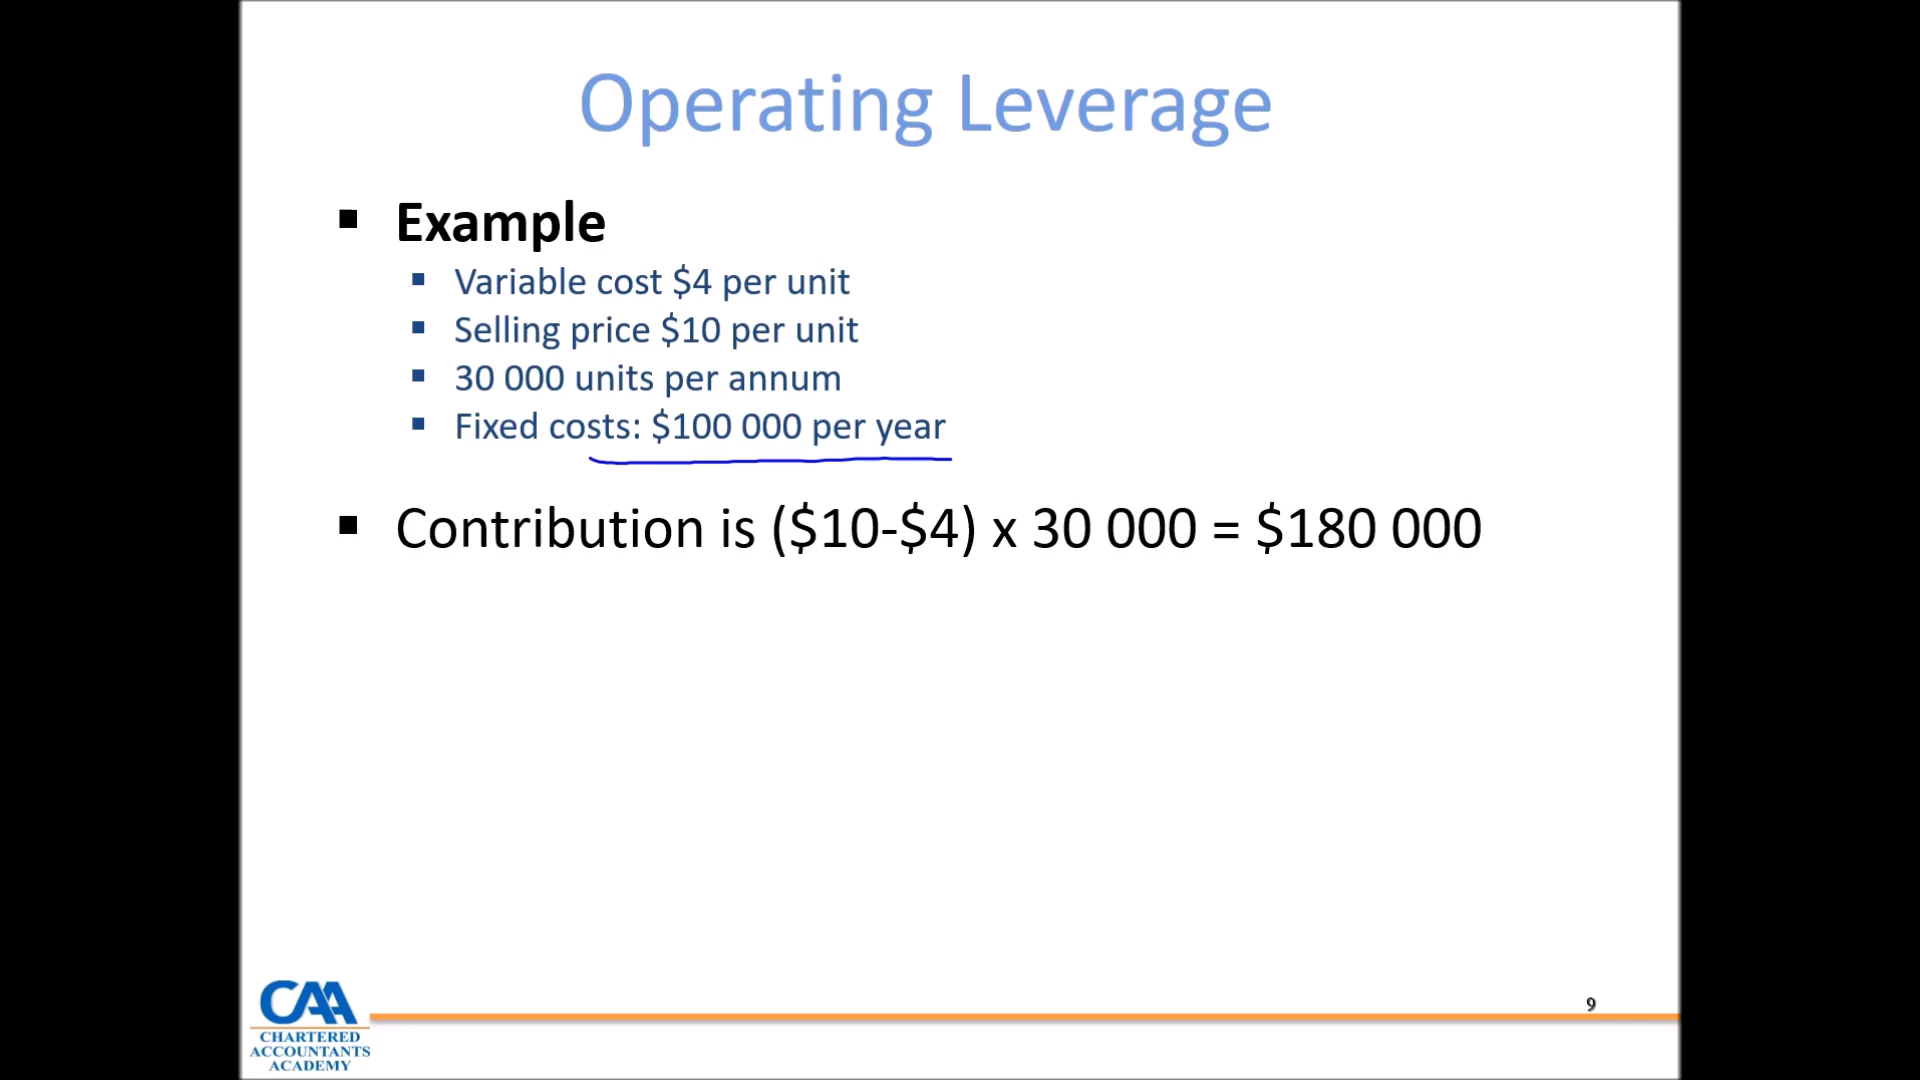 Operating Leverage
Example
Variable cost $4 per unit
Selling price $10 per unit
30 000 units per annum
Fixed costs: $100 000 per year
Contribution is ($10-$4) x 30 000 = $180 000
9
CAA
CHARTERED
ACCOUNTANTS
ACADEMY